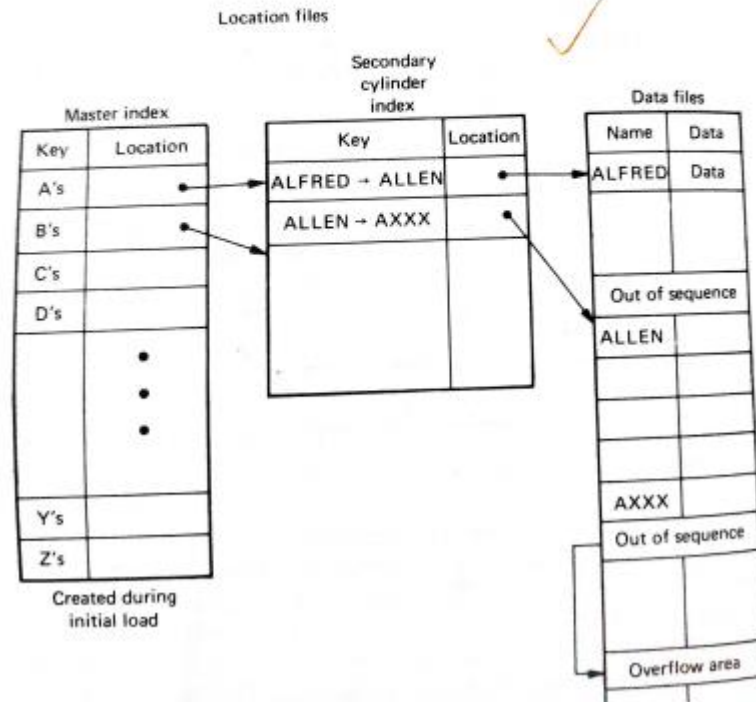 Location files
Master index
Key Location
A's
B's
C's
D's
Y's
Z's
Created during
initial load
Secondary
cylinder
index
Key Location
ALFRED → ALLEN
ALLEN → AXXX
Data files
Name Data
ALFRED Data
Out of sequence
ALLEN
AXXX
Out of sequence
Overflow area